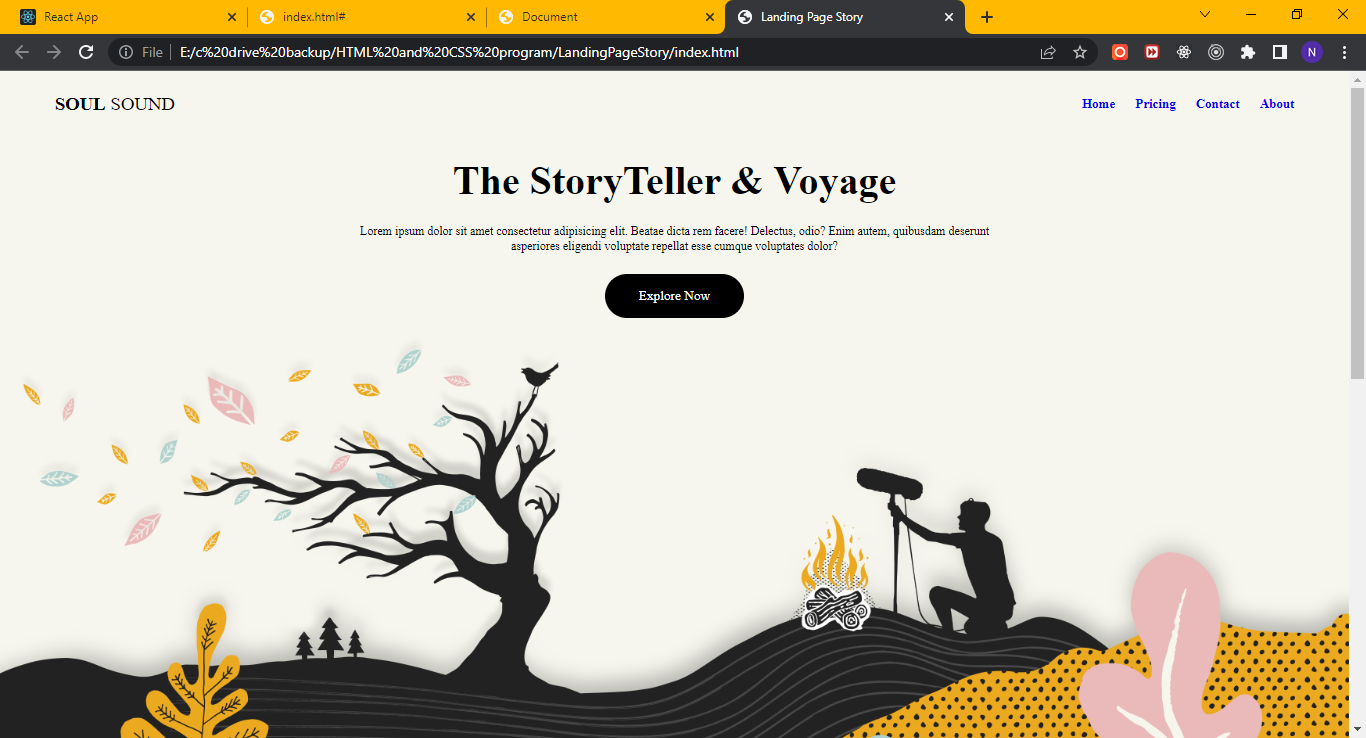 React App
index.html#
Document
Landing Page Story
File
E:/c%20drive%20backup/HTML%20and%20CSS%20program/LandingPageStory/index.html
N
SOUL SOUND
Home Pricing Contact About
The StoryTeller & Voyage
Lorem ipsum dolor sit amet consectetur adipisicing elit. Beatae dicta rem facere! Delectus, odio? Enim autem, quibusdam deserunt
asperiores eligendi voluptate repellat esse cumque voluptates dolor?
Explore Now